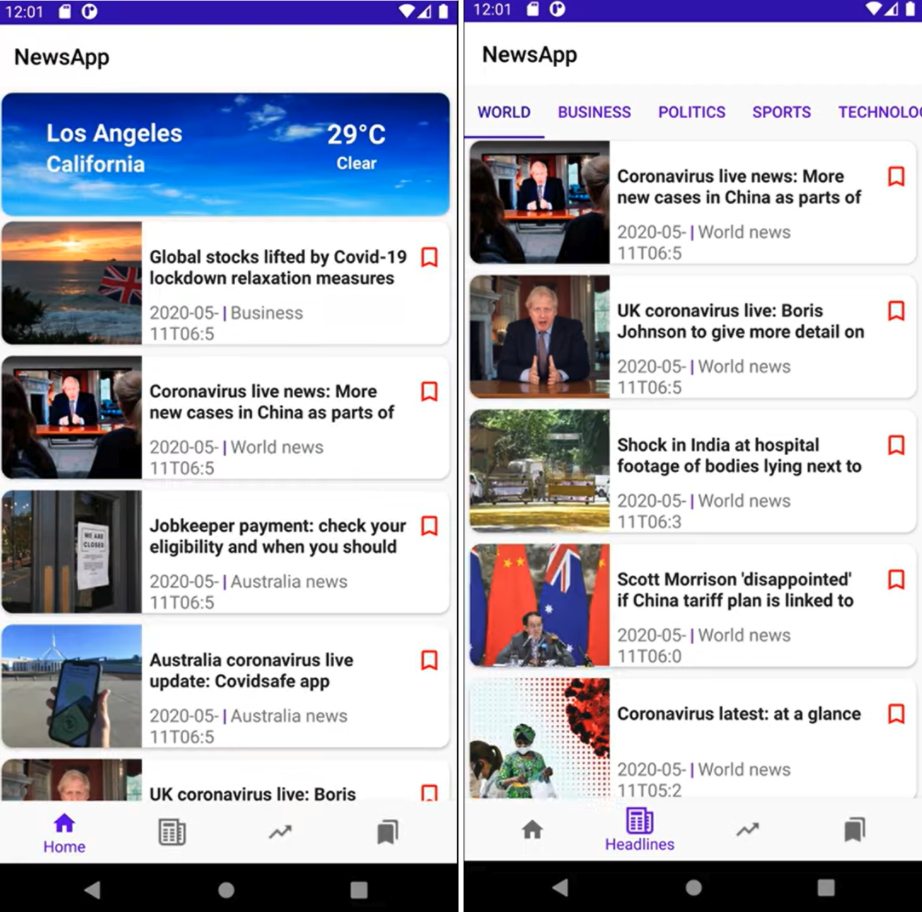 12:01
NewsApp
Los Angeles
California
29°C
Clear
Global stocks lifted by Covid-19
lockdown relaxation measures
2020-05- | Business
11T06:5
Coronavirus live news: More
new cases in China as parts of
2020-05- | World news
11T06:5
WE ARE
CLOSED
Jobkeeper payment: check your
eligibility and when you should
2020-05- | Australia news
11T06:5
Australia coronavirus live
update: Covidsafe app
2020-05- | Australia news
11T06:5
UK coronavirus live: Boris
Home
12:01
NewsApp
WORLD BUSINESS POLITICS SPORTS TECHNOLO
Coronavirus live news: More
new cases in China as parts of
2020-05- | World news
11T06:5
UK coronavirus live: Boris
Johnson to give more detail on
2020-05- | World news
11T06:5
Shock in India at hospital
footage of bodies lying next to
2020-05- | World news
11T06:3
Scott Morrison 'disappointed'
if China tariff plan is linked to
2020-05- | World news
11T06:0
Coronavirus latest: at a glance
2020-05- | World news
11T05:2
Headlines